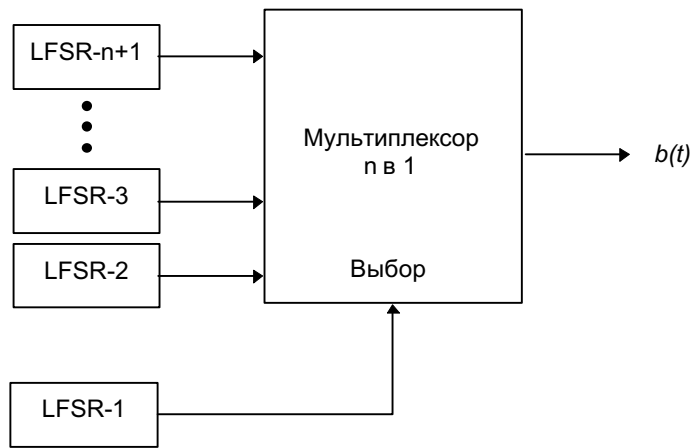 LFSR-n+1
Мультиплексор
n в 1
b(t)
LFSR-3
LFSR-2
Выбор
LFSR-1